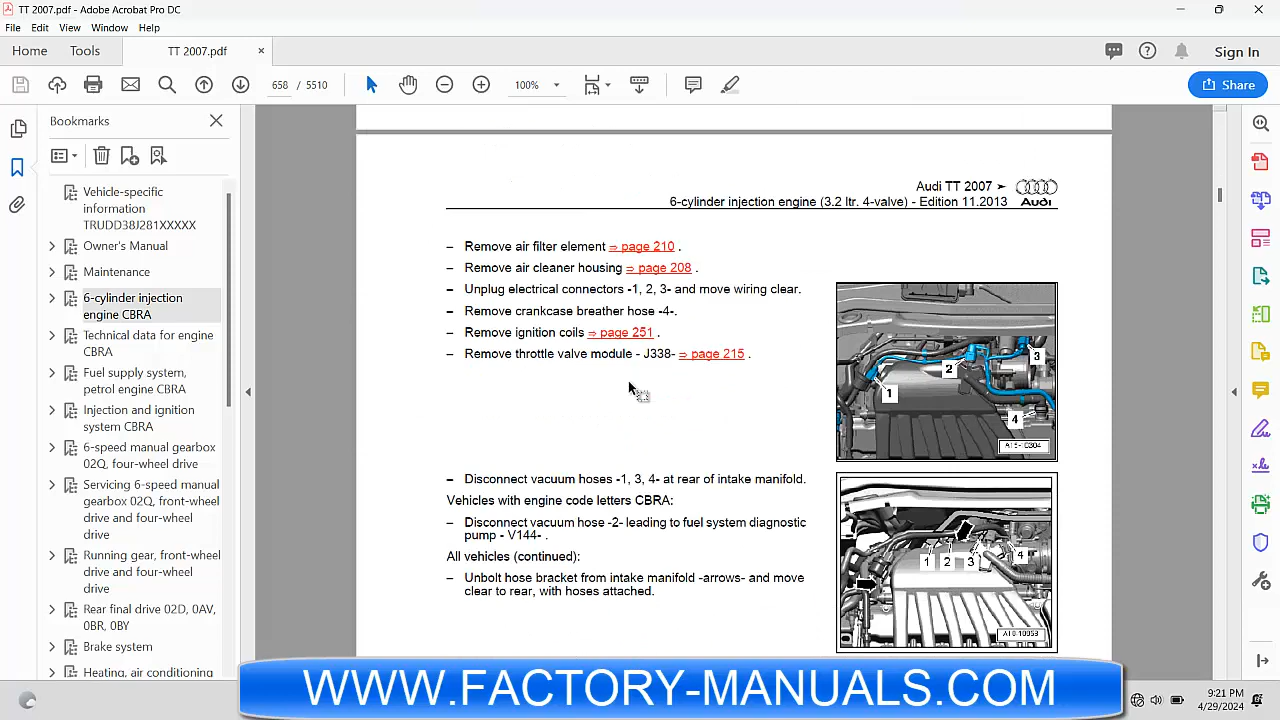 TT 2007.pdf - Adobe Acrobat Pro DC
File Edit View Window Help
Home Tools TT 2007.pdf × Sign In
658 / 5510 100% Share
Bookmarks
Vehicle-specific
information
TRUDD38J281XXXXX
Owner's Manual
Maintenance
6-cylinder injection
engine CBRA
Technical data for engine
CBRA
Fuel supply system,
petrol engine CBRA
Injection and ignition
system CBRA
6-speed manual gearbox
02Q, four-wheel drive
Servicing 6-speed manual
gearbox 02Q, front-wheel
drive and four-wheel
drive
Running gear, front-wheel
drive and four-wheel
drive
Rear final drive 02D, 0AV,
0BR, 0BY
Brake system
Heating, air conditioning
Audi TT 2007 ➤
6-cylinder injection engine (3.2 ltr. 4-valve) - Edition 11.2013 Audi
– Remove air filter element ⇒ page 210 .
– Remove air cleaner housing ⇒ page 208 .
– Unplug electrical connectors -1, 2, 3- and move wiring clear.
– Remove crankcase breather hose -4-.
– Remove ignition coils ⇒ page 251 .
– Remove throttle valve module - J338- ⇒ page 215 .
1 2 3 4
– Disconnect vacuum hoses -1, 3, 4- at rear of intake manifold.
Vehicles with engine code letters CBRA:
– Disconnect vacuum hose -2- leading to fuel system diagnostic
pump - V144- .
All vehicles (continued):
– Unbolt hose bracket from intake manifold -arrows- and move
clear to rear, with hoses attached.
1 2 3 4
WWW.FACTORY-MANUALS.COM
9:21 PM
4/29/2024